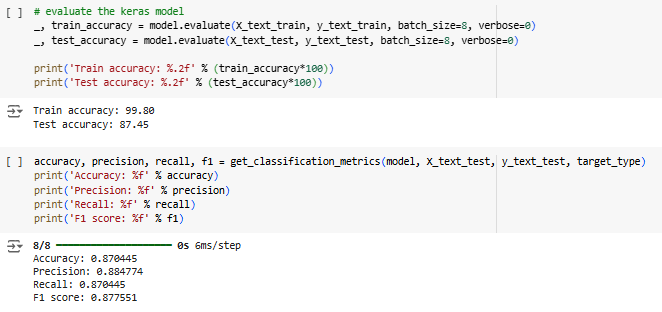 [ ] # evaluate the keras model
_, train_accuracy = model.evaluate(X_text_train, y_text_train, batch_size=8, verbose=0)
_, test_accuracy = model.evaluate(X_text_test, y_text_test, batch_size=8, verbose=0)
print('Train accuracy: %.2f' % (train_accuracy*100))
print('Test accuracy: %.2f' % (test_accuracy*100))
Train accuracy: 99.80
Test accuracy: 87.45
[ ] accuracy, precision, recall, f1 = get_classification_metrics(model, X_text_test, y_text_test, target_type)
print('Accuracy: %f' % accuracy)
print('Precision: %f' % precision)
print('Recall: %f' % recall)
print('F1 score: %f' % f1)
8/8 ━━━━━━━━━━━━━━━━━━━━ 0s 6ms/step
Accuracy: 0.870445
Precision: 0.884774
Recall: 0.870445
F1 score: 0.877551